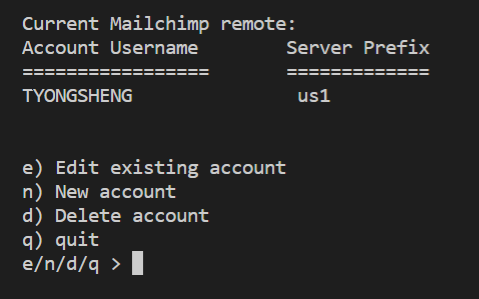 Current Mailchimp remote:
Account Username        Server Prefix
=================       =============
TYONGSHENG               us1
e) Edit existing account
n) New account
d) Delete account
q) quit
e/n/d/q >